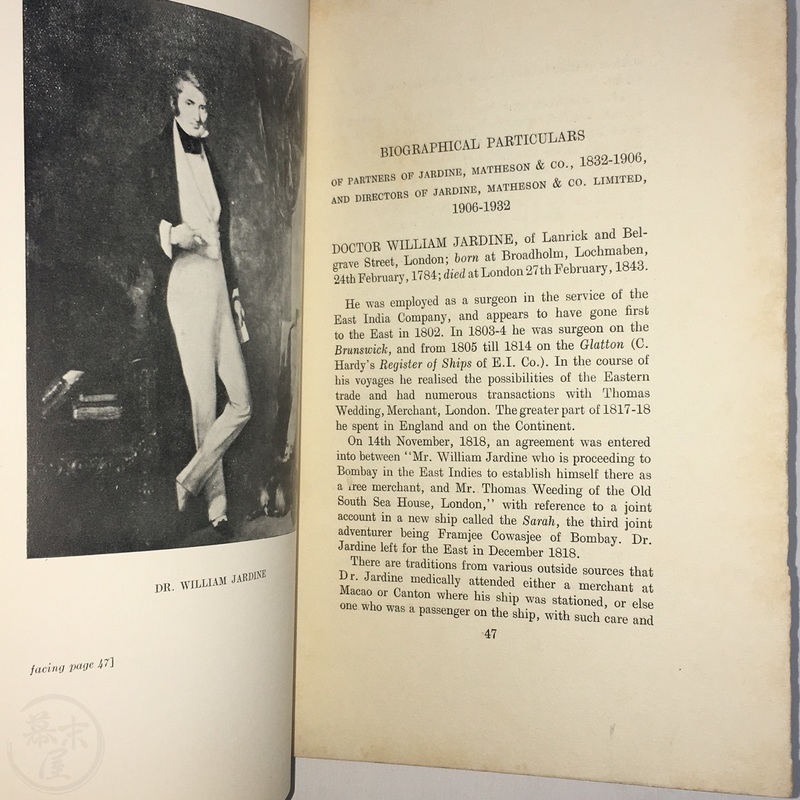 DR. WILLIAM JARDINE
facing page 47]
幕末屋
BIOGRAPHICAL PARTICULARS
OF PARTNERS OF JARDINE, MATHESON & CO., 1832-1906,
AND DIRECTORS OF JARDINE, MATHESON & CO. LIMITED,
1906-1932
DOCTOR WILLIAM JARDINE, of Lanrick and Bel-
grave Street, London; born at Broadholm, Lochmaben,
24th February, 1784; died at London 27th February, 1843.
He was employed as a surgeon in the service of the
East India Company, and appears to have gone first
to the East in 1802. In 1803-4 he was surgeon on the
Brunswick, and from 1805 till 1814 on the Glatton (C.
Hardy's Register of Ships of E.I. Co.). In the course of
his voyages he realised the possibilities of the Eastern
trade and had numerous transactions with Thomas
Wedding, Merchant, London. The greater part of 1817-18
he spent in England and on the Continent.
On 14th November, 1818, an agreement was entered
into between "Mr. William Jardine who is proceeding to
Bombay in the East Indies to establish himself there as
a free merchant, and Mr. Thomas Weeding of the Old
South Sea House, London," with reference to a joint
account in a new ship called the Sarah, the third joint
adventurer being Framjee Cowasjee of Bombay. Dr.
Jardine left for the East in December 1818.
There are traditions from various outside sources that
Dr. Jardine medically attended either a merchant at
Macao or Canton where his ship was stationed, or else
one who was a passenger on the ship, with such care and
47